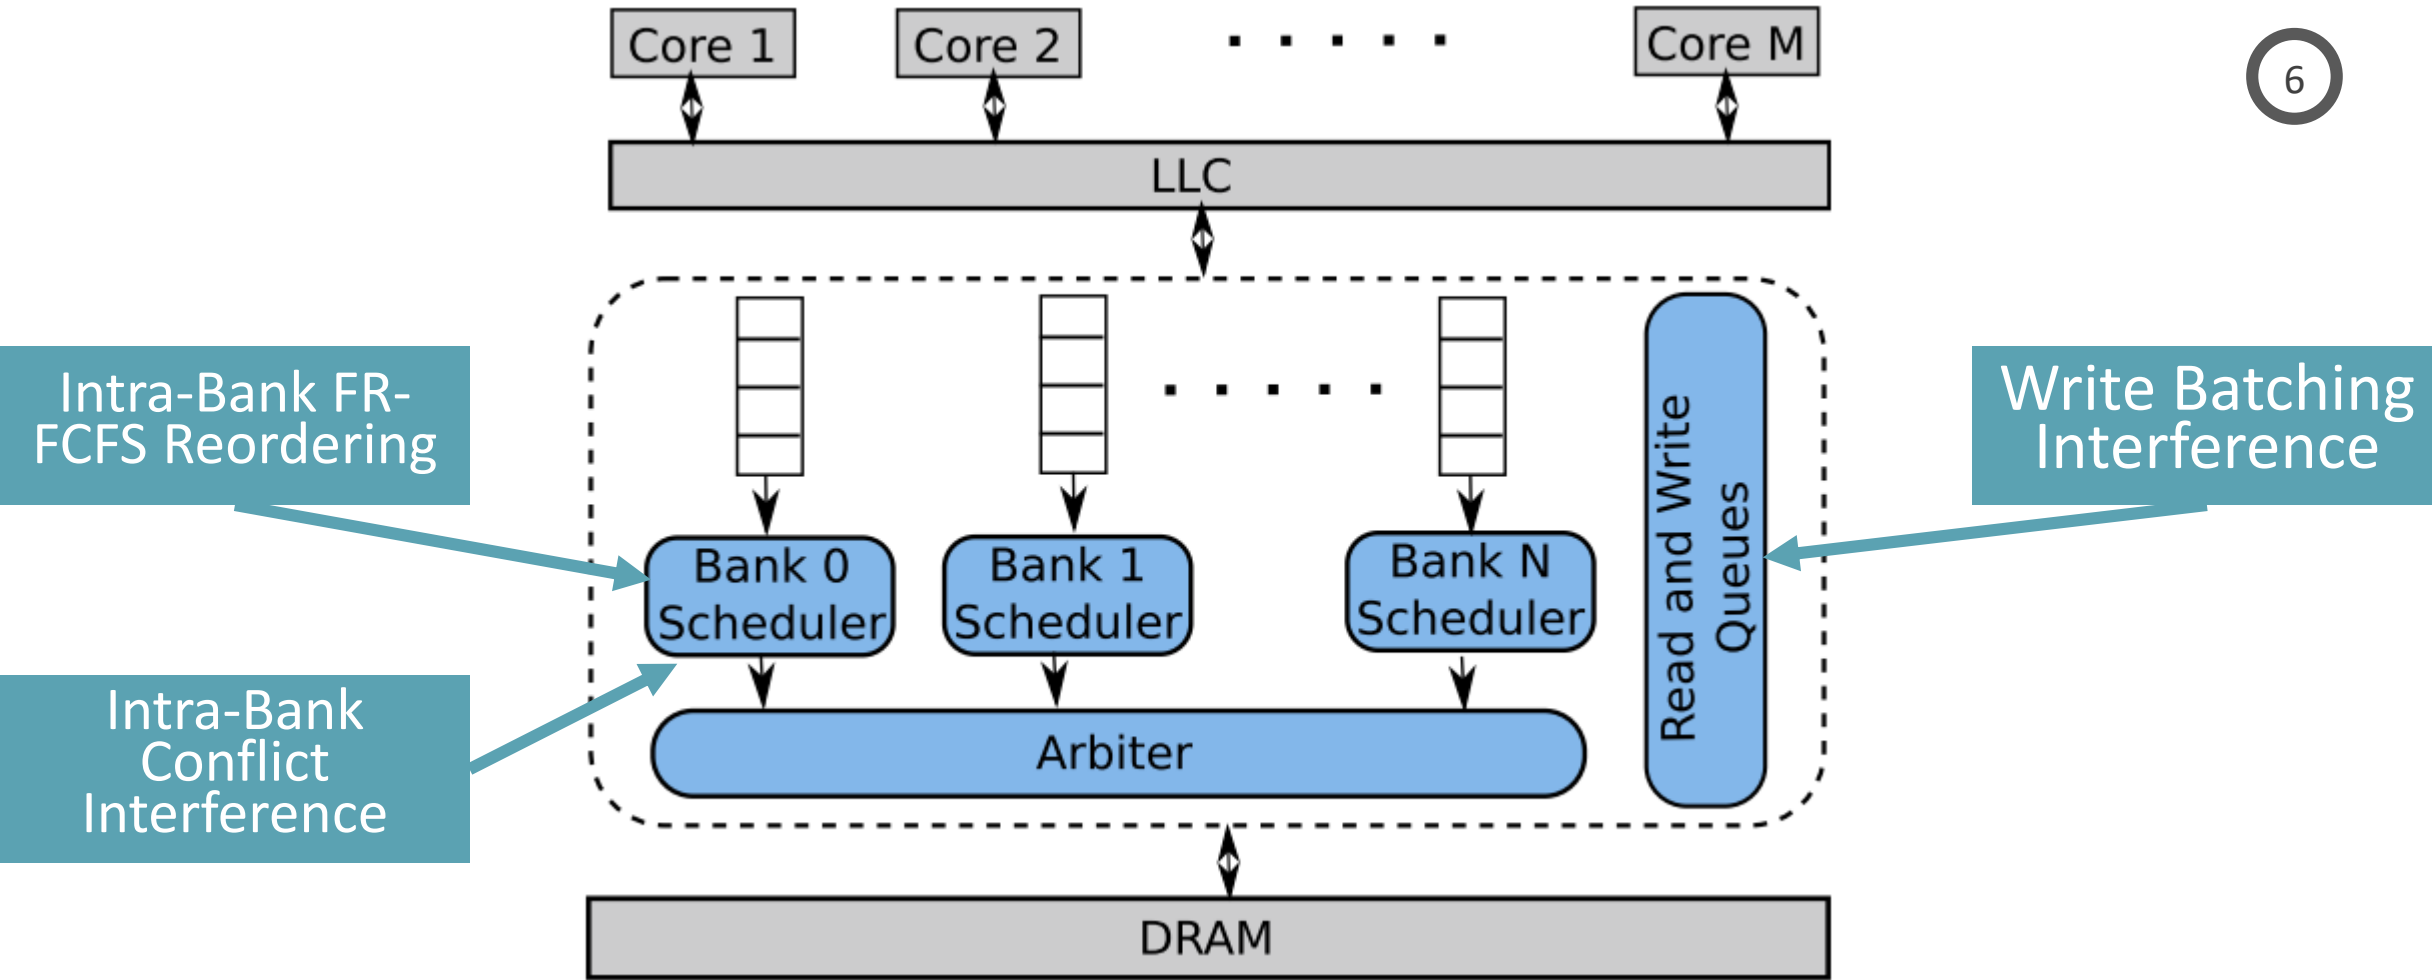 Core 1
Core 2
Core M
6
LLC
Intra-Bank FR-
FCFS Reordering
Write Batching
Interference
Read and Write
Queues
Bank 0
Scheduler
Bank 1
Scheduler
Bank N
Scheduler
Intra-Bank
Conflict
Interference
Arbiter
DRAM